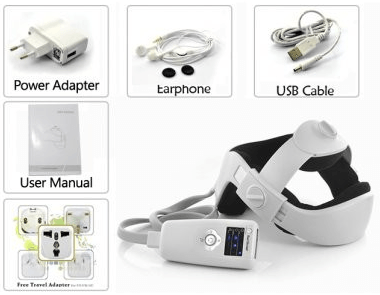 Power Adapter
Earphone
USB Cable
User Manual
Free Travel Adapter